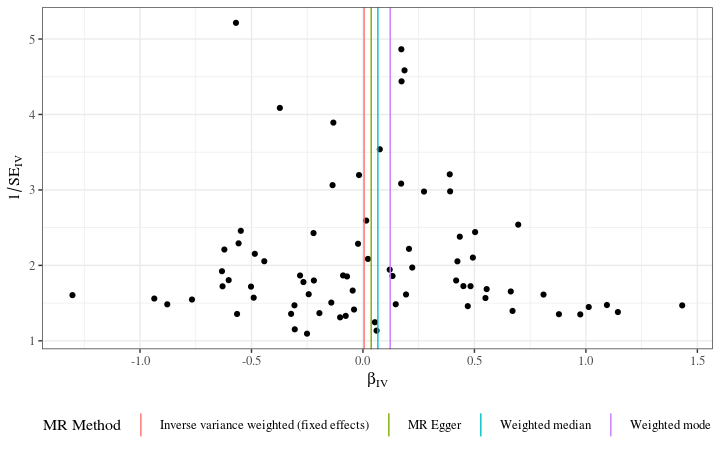 5
4
3
2
1
1/SE_IV
-1.0 -0.5 0.0 0.5 1.0 1.5
β_IV
MR Method Inverse variance weighted (fixed effects) MR Egger Weighted median Weighted mode